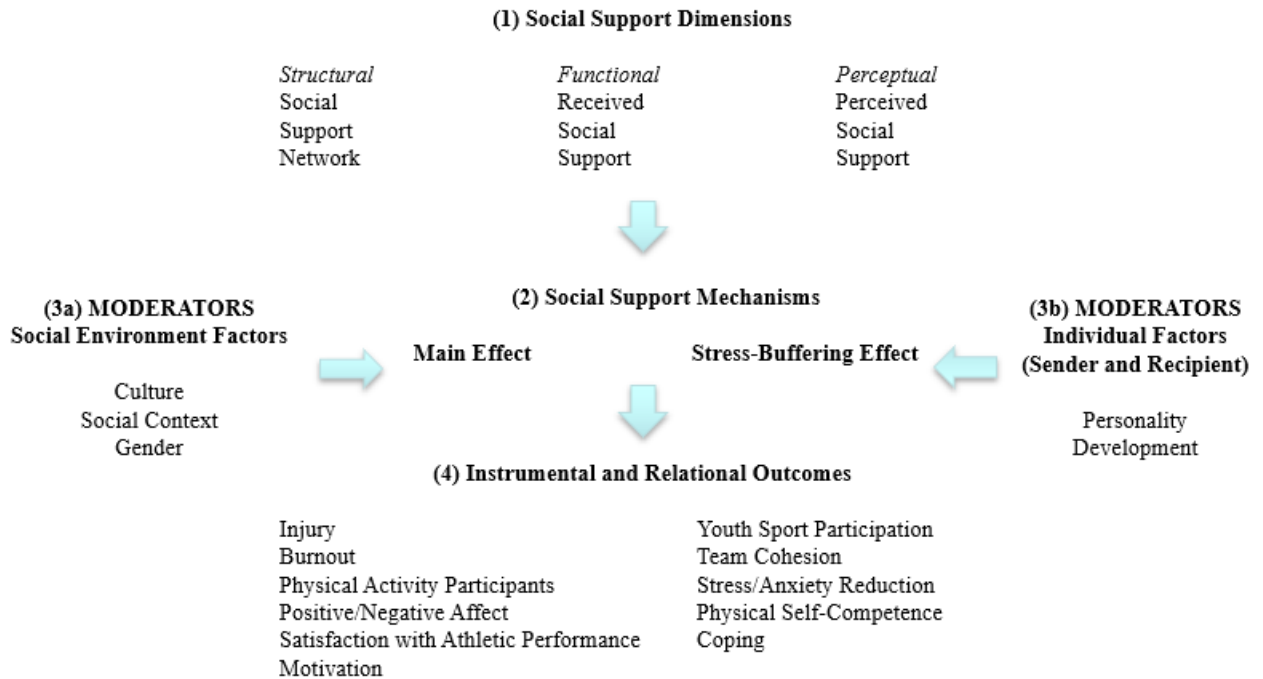 (1) Social Support Dimensions
Structural
Social
Support
Network
Functional
Received
Social
Support
Perceptual
Perceived
Social
Support
(3a) MODERATORS
Social Environment Factors
Culture
Social Context
Gender
(2) Social Support Mechanisms
Main Effect
Stress-Buffering Effect
(3b) MODERATORS
Individual Factors
(Sender and Recipient)
Personality
Development
(4) Instrumental and Relational Outcomes
Injury
Burnout
Physical Activity Participants
Positive/Negative Affect
Satisfaction with Athletic Performance
Motivation
Youth Sport Participation
Team Cohesion
Stress/Anxiety Reduction
Physical Self-Competence
Coping